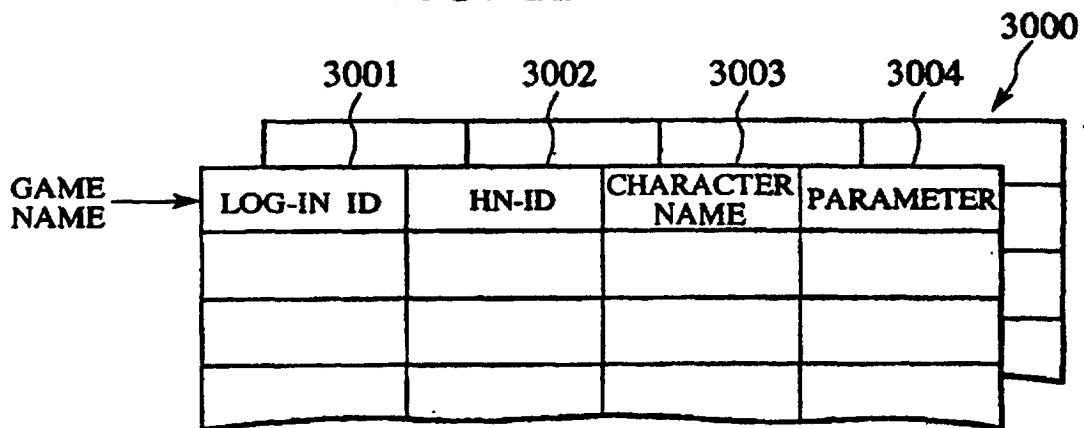 3000
3001 3002 3003 3004
GAME
NAME
LOG-IN ID HN-ID CHARACTER
NAME PARAMETER